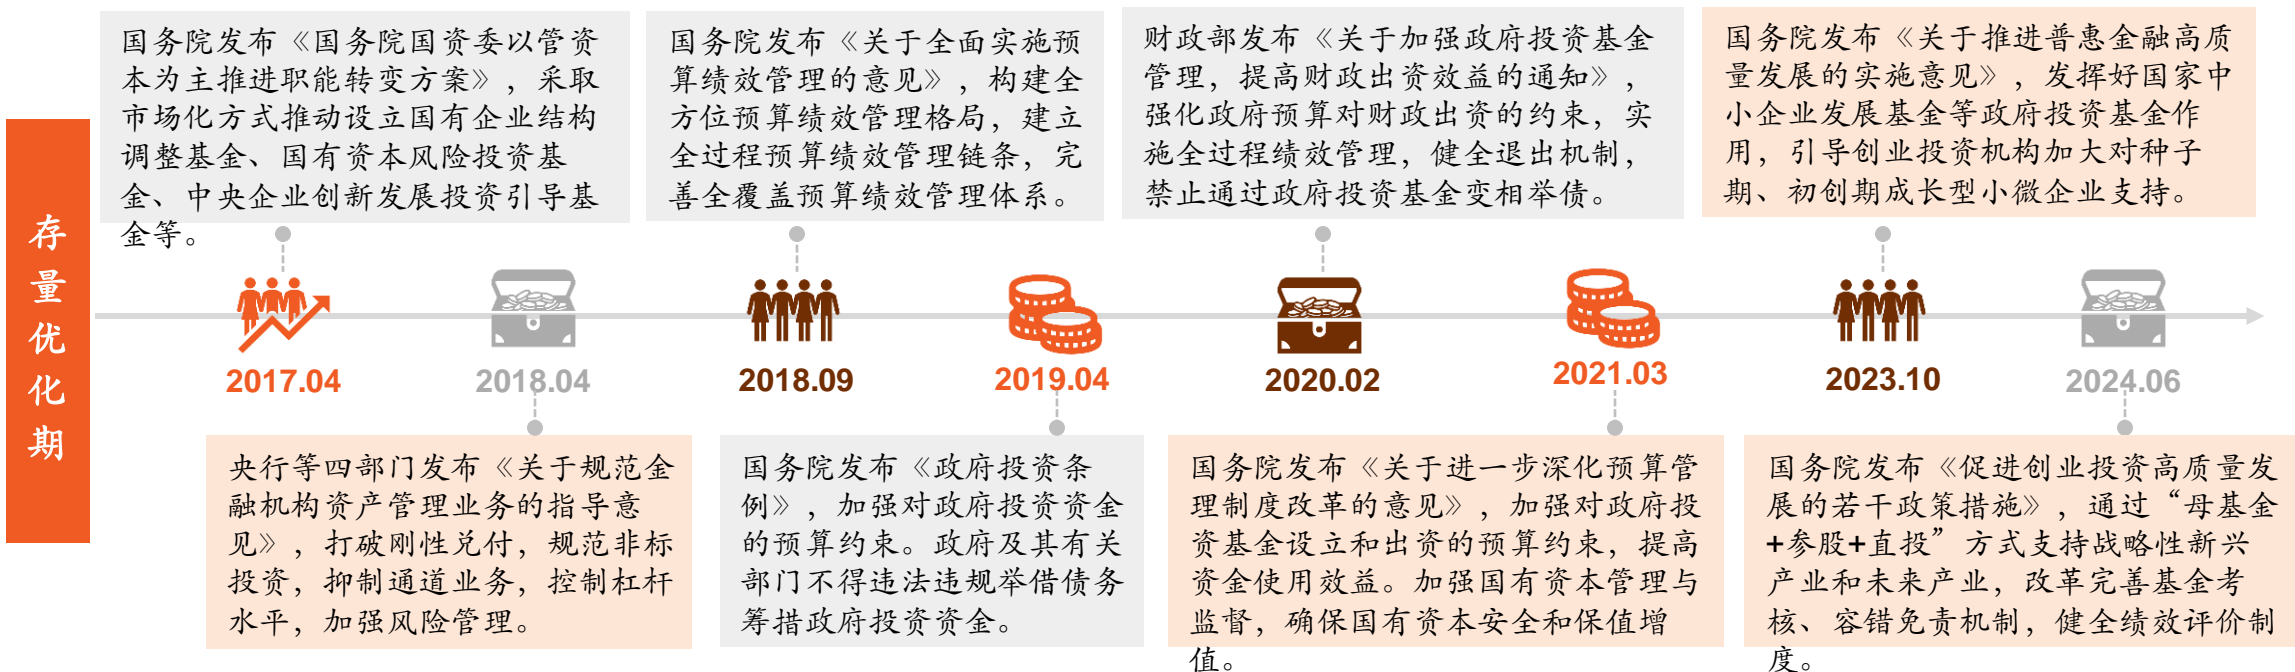 存
量
优
化
期
国务院发布《国务院国资委以管资
本为主推进职能转变方案》，采取
市场化方式推动设立国有企业结构
调整基金、国有资本风险投资基
金、中央企业创新发展投资引导基
金等。
国务院发布《关于全面实施预
算绩效管理的意见》，构建全
方位预算绩效管理格局，建立
全过程预算绩效管理链条，完
善全覆盖预算绩效管理体系。
财政部发布《关于加强政府投资基金
管理，提高财政出资效益的通知》，
强化政府预算对财政出资的约束，实
施全过程绩效管理，健全退出机制，
禁止通过政府投资基金变相举债。
国务院发布《关于推进普惠金融高质
量发展的实施意见》，发挥好国家中
小企业发展基金等政府投资基金作
用，引导创业投资机构加大对种子
期、初创期成长型小微企业支持。
2017.04
2018.04
2018.09
2019.04
2020.02
2021.03
2023.10
2024.06
央行等四部门发布《关于规范金
融机构资产管理业务的指导意
见》，打破刚性兑付，规范非标
投资，抑制通道业务，控制杠杆
水平，加强风险管理。
国务院发布《政府投资条
例》，加强对政府投资资金
的预算约束。政府及其有关
部门不得违法违规举借债务
筹措政府投资资金。
国务院发布《关于进一步深化预算管
理制度改革的意见》，加强对政府投
资基金设立和出资的预算约束，提高
资金使用效益。加强国有资本管理与
监督，确保国有资本安全和保值增
值。
国务院发布《促进创业投资高质量发
展的若干政策措施》，通过“母基金
+参股+直投”方式支持战略性新兴
产业和未来产业，改革完善基金考
核、容错免责机制，健全绩效评价制
度。